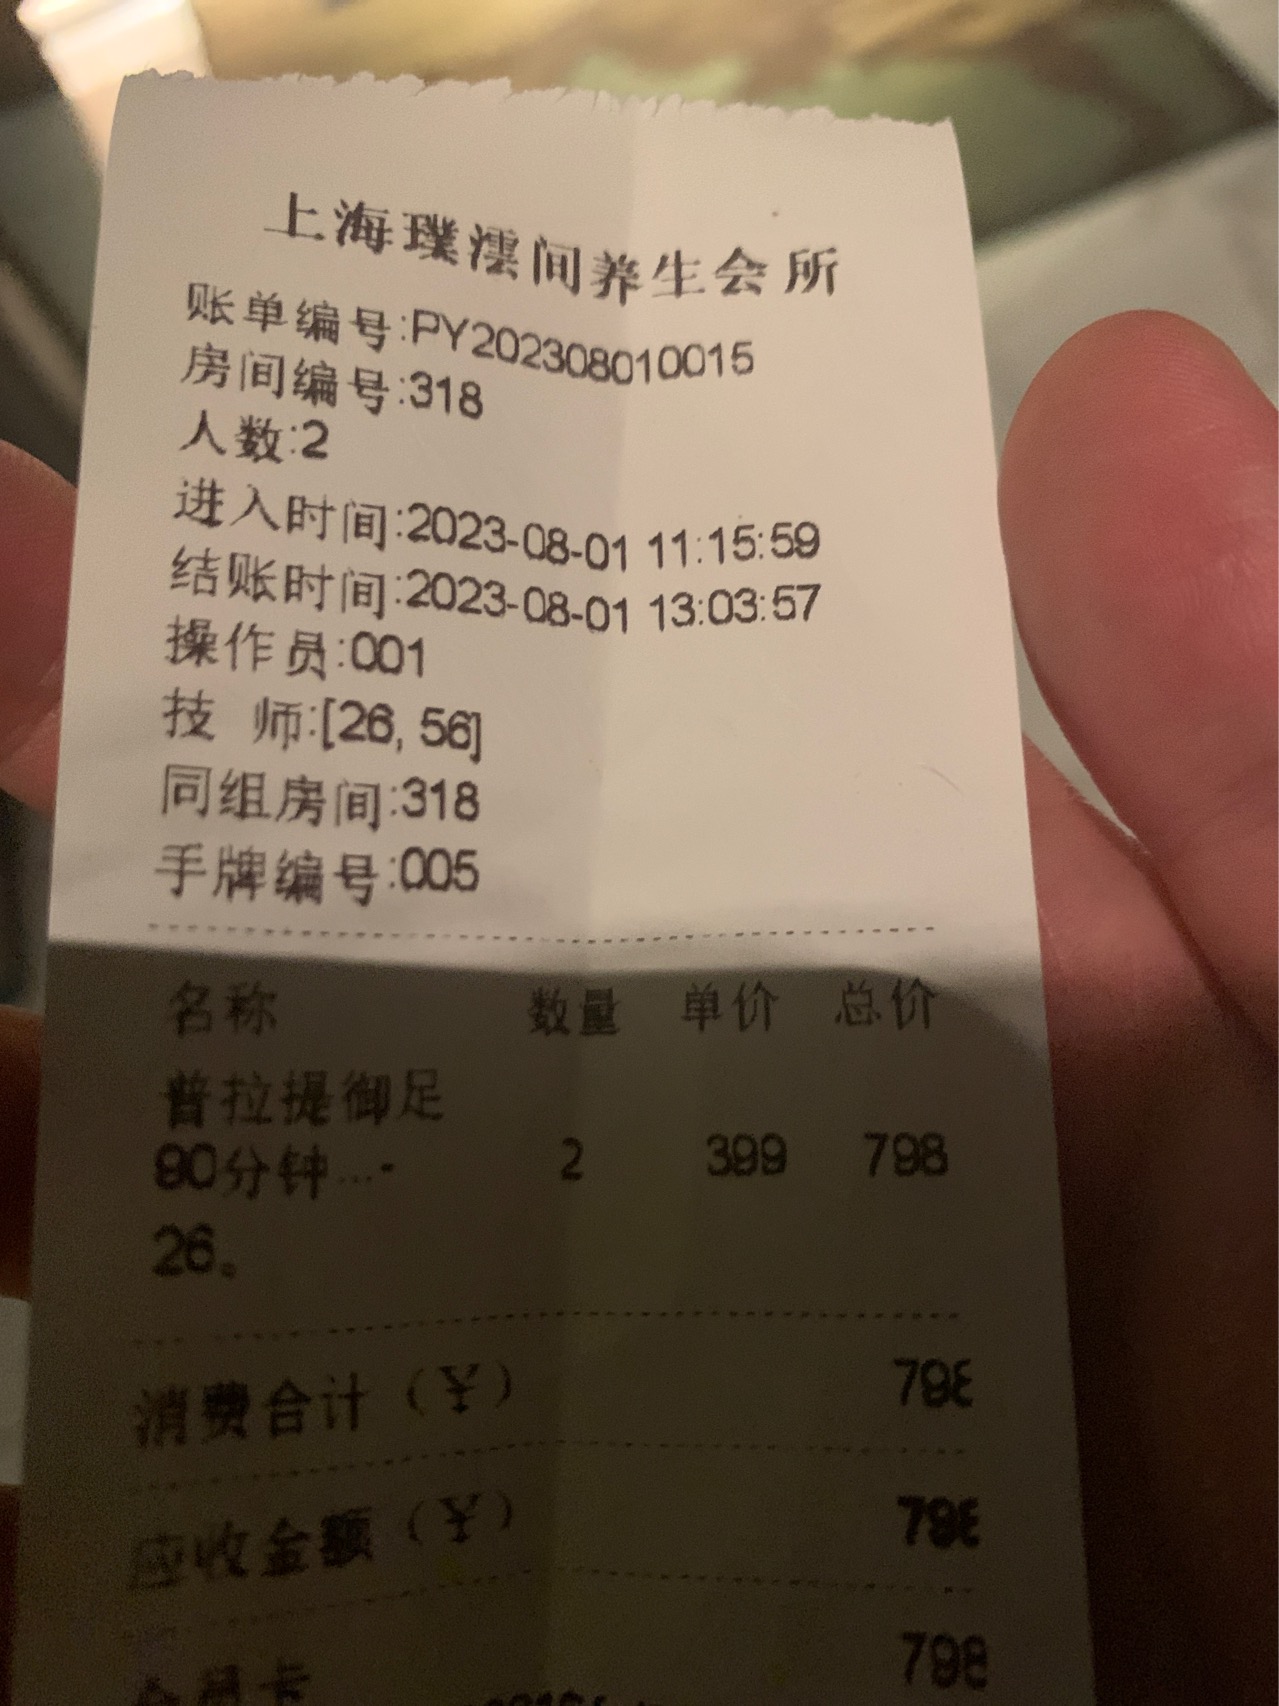 上海璞澐间养生会所
账单编号:PY202308010015
房间编号:318
人数:2
进入时间:2023-08-01 11:15:59
结账时间:2023-08-01 13:03:57
操作员:001
技 师:[26, 56]
同组房间:318
手牌编号:005
名称 数量 单价 总价
普拉提御足
90分钟...- 2 399 798
26。
消费合计（¥） 798
应收金额（¥） 798
会员卡 798